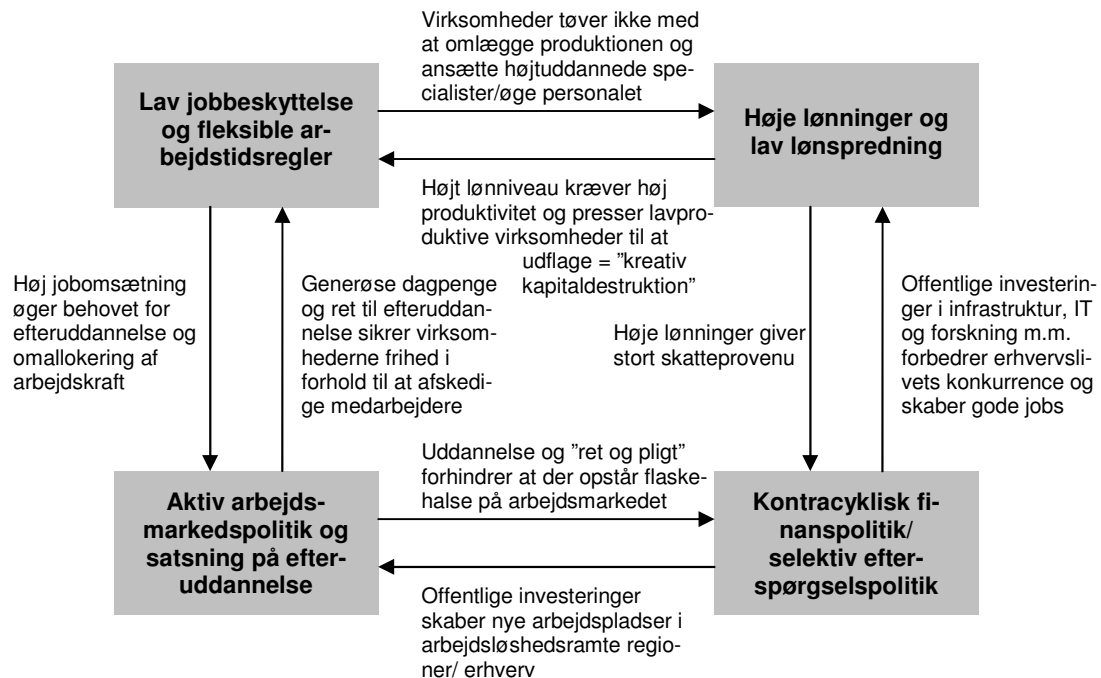 Virksomheder tøver ikke med
at omlægge produktionen og
ansætte højtuddannede spe-
cialister/øge personalet
Lav jobbeskyttelse
og fleksible ar-
bejdstidsregler
Høje lønninger og
lav lønspredning
Højt lønniveau kræver høj
produktivitet og presser lavpro-
duktive virksomheder til at
udflage = ”kreativ
kapitaldestruktion”
Høj jobomsætning
øger behovet for
efteruddannelse og
omallokering af
arbejdskraft
Generøse dagpenge
og ret til efteruddan-
nelse sikrer virksom-
hederne frihed i
forhold til at afskedi-
ge medarbejdere
Høje lønninger giver
stort skatteprovenu
Offentlige investerin-
ger i infrastruktur, IT
og forskning m.m.
forbedrer erhvervsli-
vets konkurrence og
skaber gode jobs
Uddannelse og ”ret og pligt”
forhindrer at der opstår flaske-
halse på arbejdsmarkedet
Aktiv arbejds-
markedspolitik og
satsning på efter-
uddannelse
Kontracyklisk fi-
nanspolitik/
selektiv efter-
spørgselspolitik
Offentlige investeringer
skaber nye arbejdspladser i
arbejdsløshedsramte regio-
ner/ erhverv